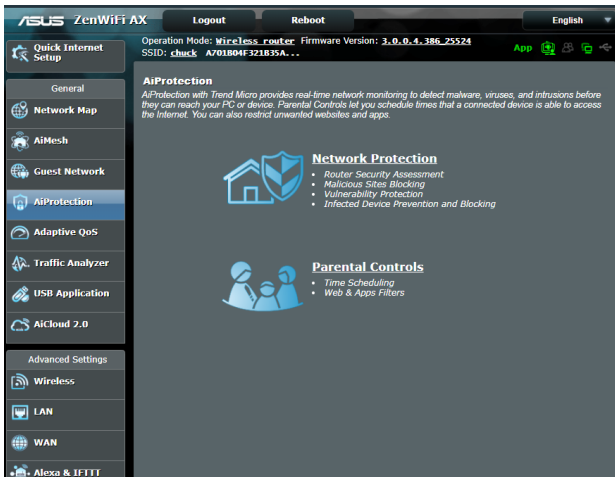 ASUS ZenWiFi AX Logout Reboot English
Quick Internet Setup
Operation Mode: Wireless router Firmware Version: 3.0.0.4.386_25524
SSID: chuck A701B04F321B35A...
App
General
Network Map
AiMesh
Guest Network
AiProtection
Adaptive QoS
Traffic Analyzer
USB Application
AiCloud 2.0
Advanced Settings
Wireless
LAN
WAN
Alexa & IFTTT
AiProtection
AiProtection with Trend Micro provides real-time network monitoring to detect malware, viruses, and intrusions before
they can reach your PC or device. Parental Controls let you schedule times that a connected device is able to access
the Internet. You can also restrict unwanted websites and apps.
Network Protection
• Router Security Assessment
• Malicious Sites Blocking
• Vulnerability Protection
• Infected Device Prevention and Blocking
Parental Controls
• Time Scheduling
• Web & Apps Filters